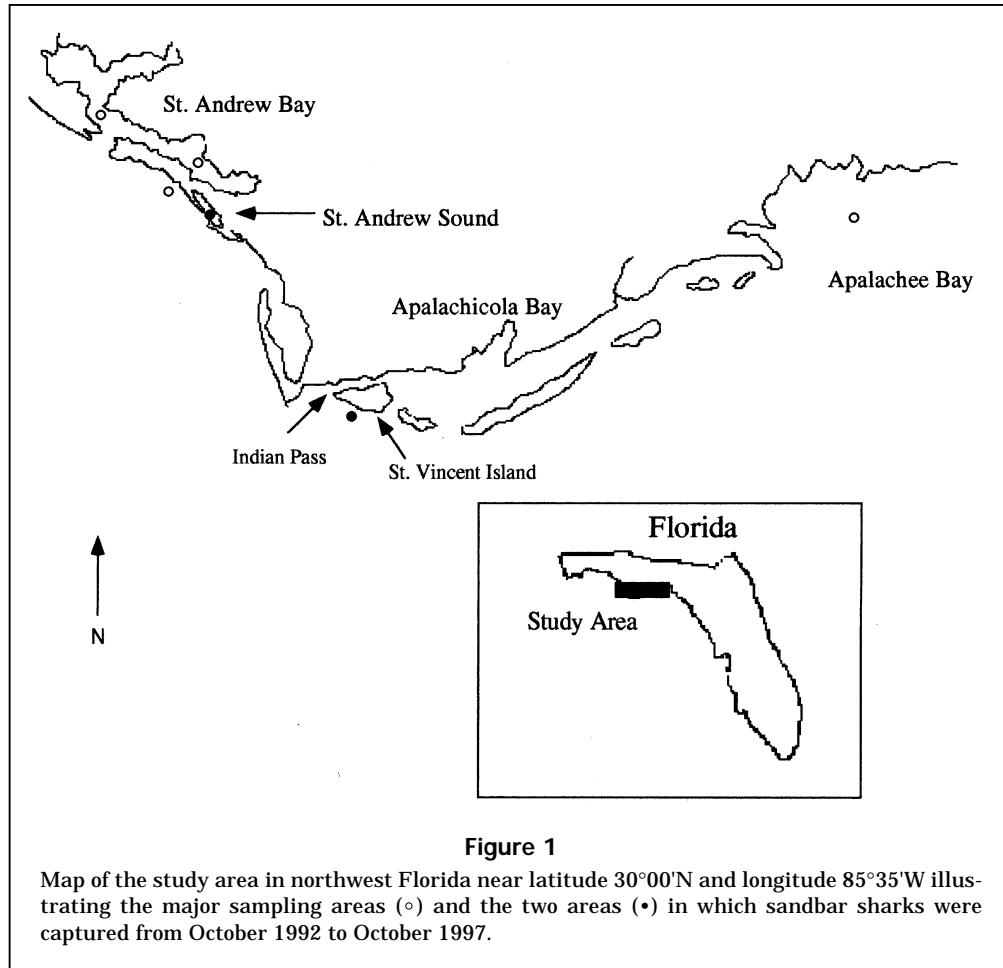 St. Andrew Bay
St. Andrew Sound
Apalachee Bay
Apalachicola Bay
Indian Pass
St. Vincent Island
N
Florida
Study Area
Figure 1
Map of the study area in northwest Florida near latitude 30°00'N and longitude 85°35'W illus-
trating the major sampling areas (○) and the two areas (•) in which sandbar sharks were
captured from October 1992 to October 1997.